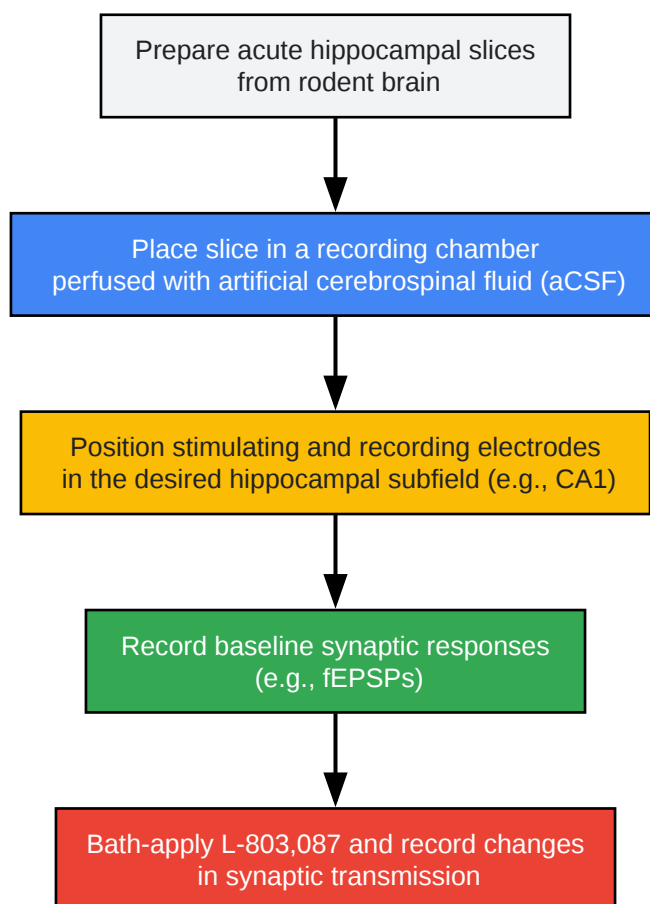 Prepare acute hippocampal slices
from rodent brain
Place slice in a recording chamber
perfused with artificial cerebrospinal fluid (aCSF)
Position stimulating and recording electrodes
in the desired hippocampal subfield (e.g., CA1)
Record baseline synaptic responses
(e.g., fEPSPs)
Bath-apply L-803,087 and record changes
in synaptic transmission